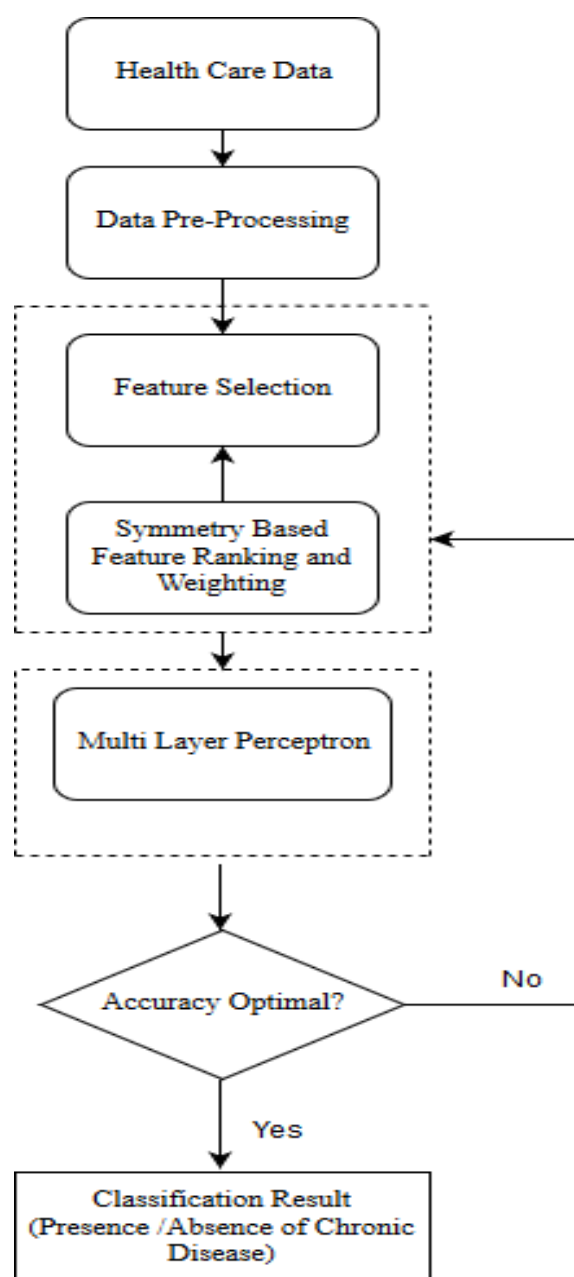 Health Care Data
Data Pre-Processing
Feature Selection
Symmetry Based
Feature Ranking and
Weighting
Multi Layer Perceptron
Accuracy Optimal?
No
Yes
Classification Result
(Presence /Absence of Chronic
Disease)